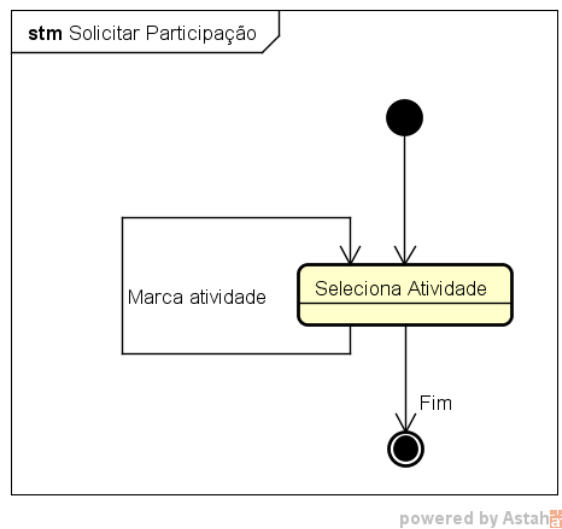 stm Solicitar Participação
Seleciona Atividade
Marca atividade
Fim
powered by Astah